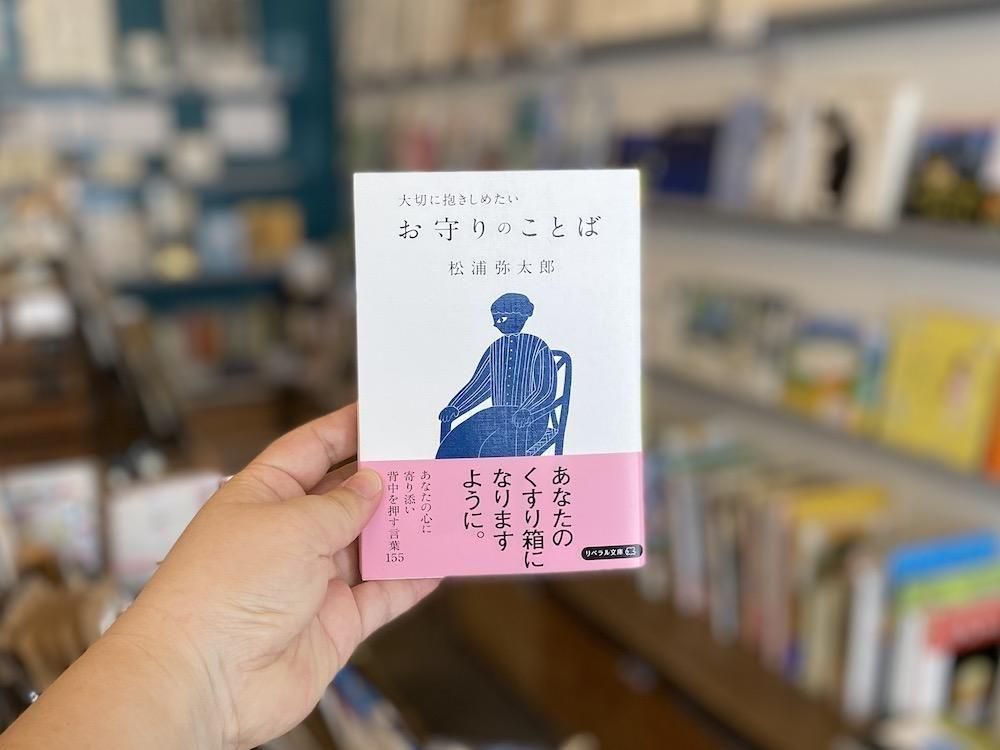 大切に抱きしめたい
お守りのことば
松浦弥太郎
あなたの
くすり箱に
なります
ように。
あなたの心に
寄り添い
背中を押す言葉
155
リベラル文庫